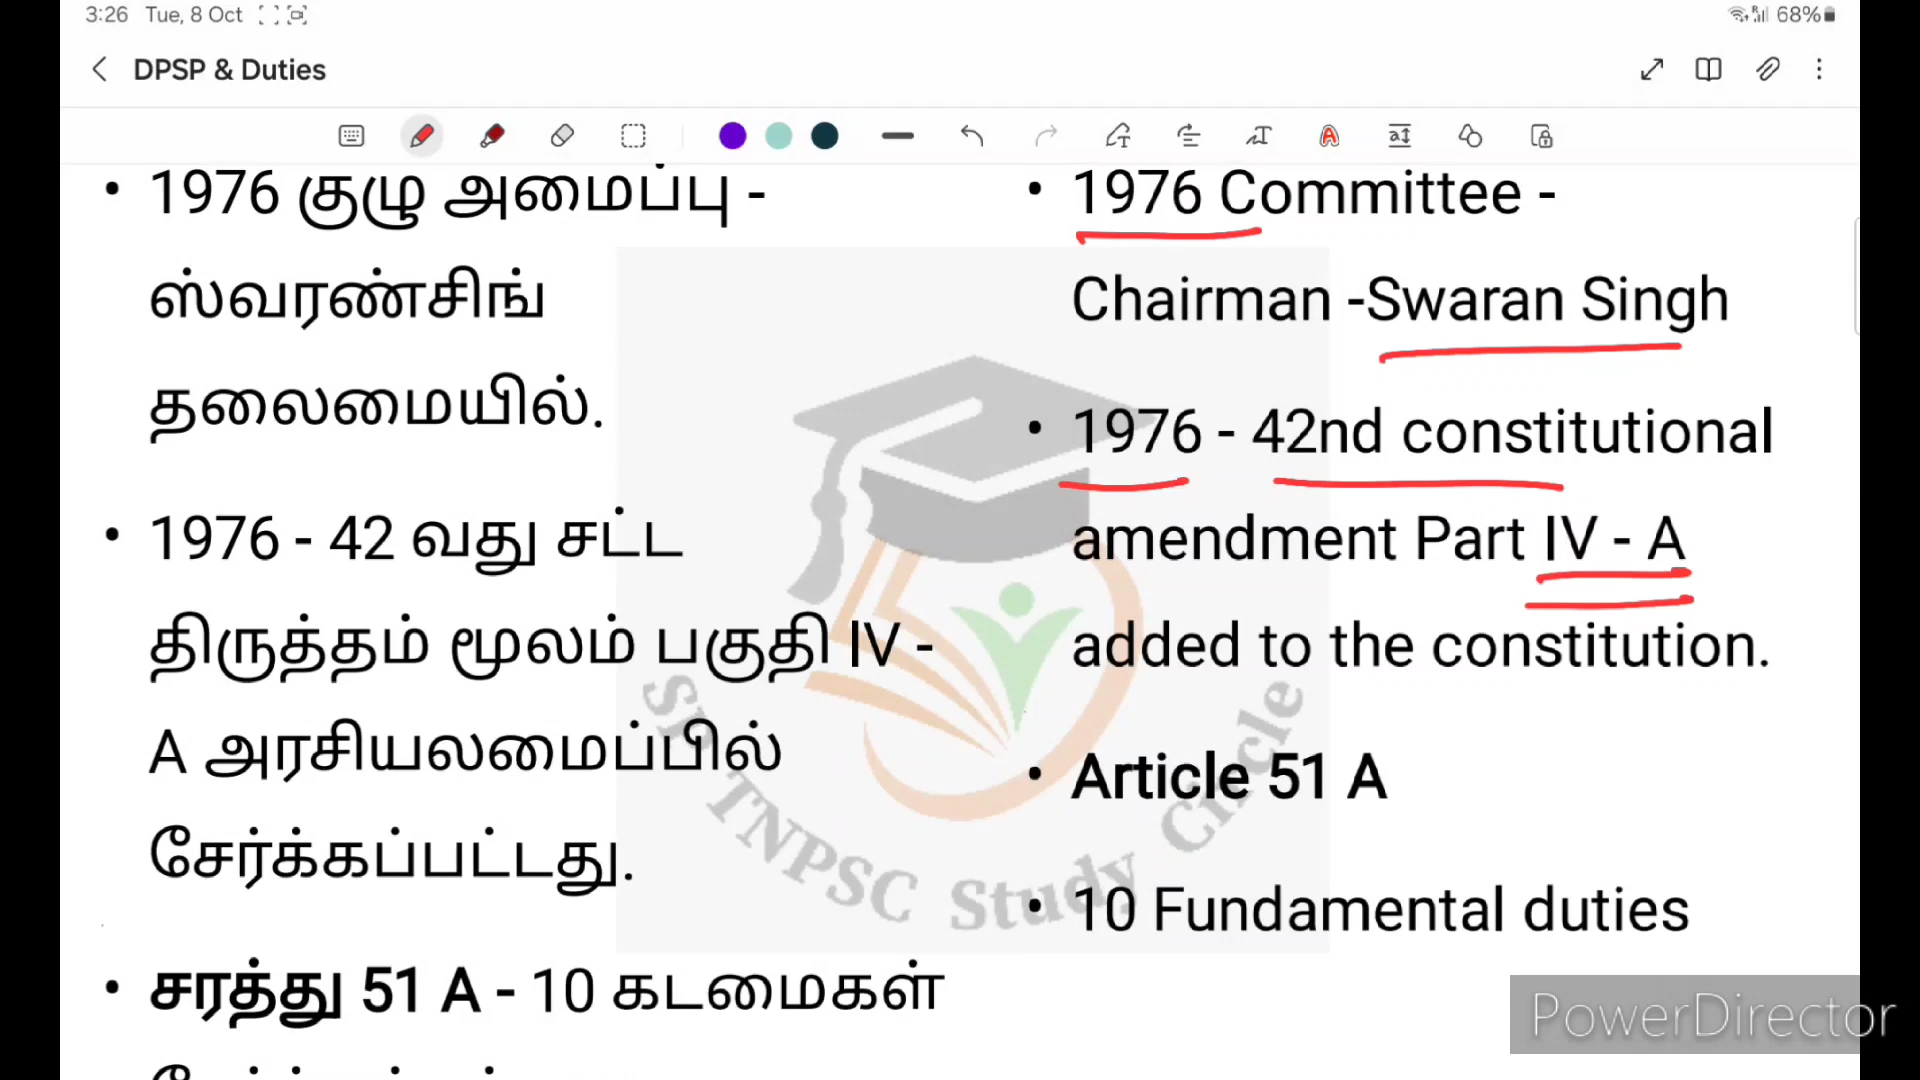 3:26 Tue, 8 Oct
68%
DPSP & Duties
• 1976 குழு அமைப்பு -
ஸ்வரண்சிங்
தலைமையில்.
• 1976 - 42 வது சட்ட
திருத்தம் மூலம் பகுதி IV -
A அரசியலமைப்பில்
சேர்க்கப்பட்டது.
• சரத்து 51 A - 10 கடமைகள்
• 1976 Committee -
Chairman -Swaran Singh
• 1976 - 42nd constitutional
amendment Part IV - A
added to the constitution.
• Article 51 A
• 10 Fundamental duties
SP TNPSC Study Circle
PowerDirector